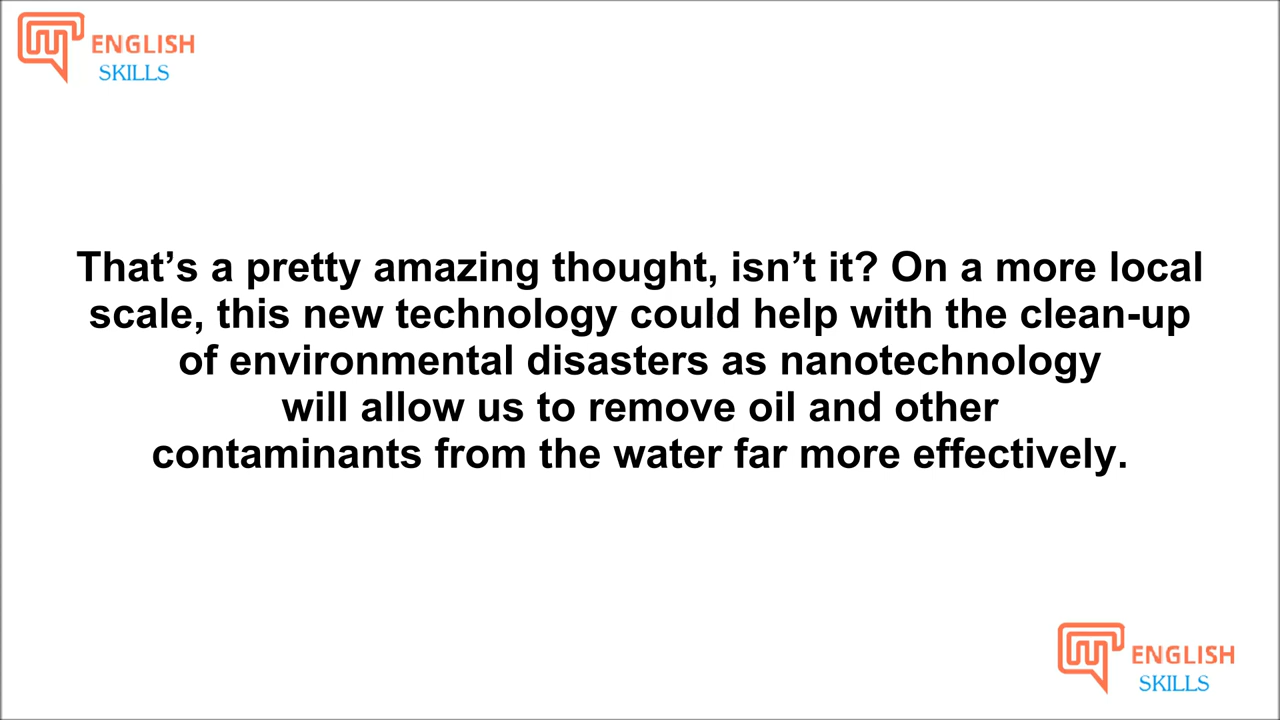 ENGLISH
SKILLS
That’s a pretty amazing thought, isn’t it? On a more local
scale, this new technology could help with the clean-up
of environmental disasters as nanotechnology
will allow us to remove oil and other
contaminants from the water far more effectively.
ENGLISH
SKILLS